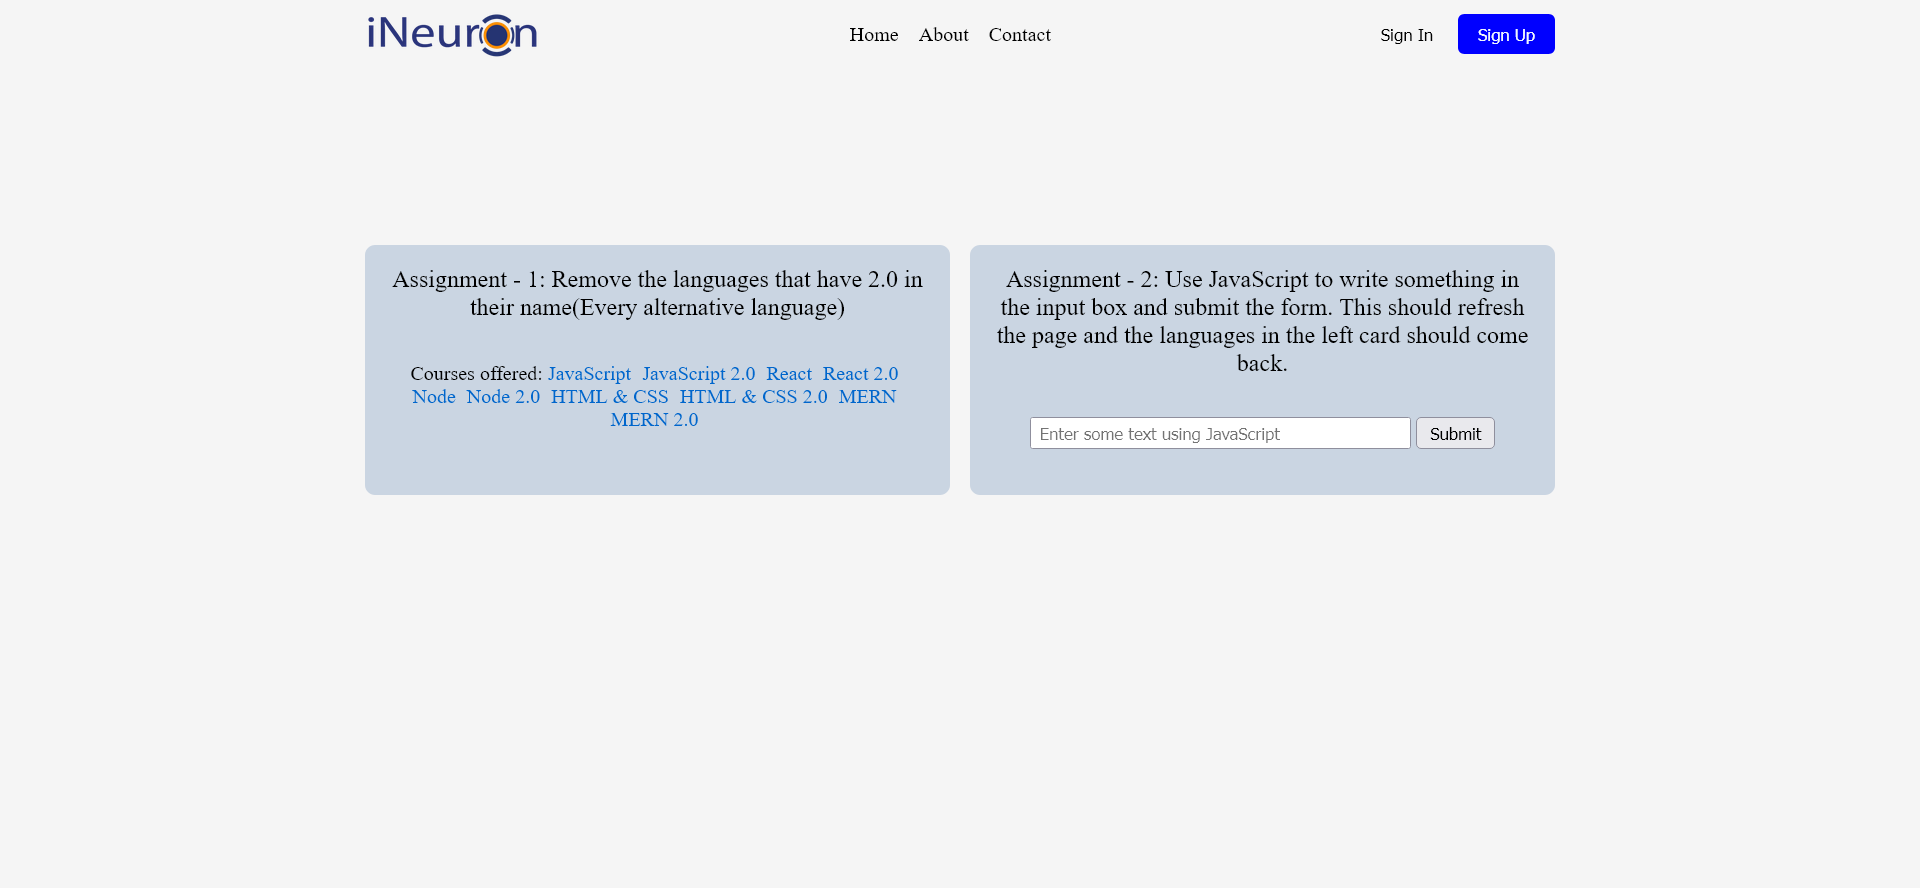 iNeuron
Home About Contact
Sign In
Sign Up
Assignment - 1: Remove the languages that have 2.0 in
their name(Every alternative language)
Courses offered: JavaScript JavaScript 2.0 React React 2.0
Node Node 2.0 HTML & CSS HTML & CSS 2.0 MERN
MERN 2.0
Assignment - 2: Use JavaScript to write something in
the input box and submit the form. This should refresh
the page and the languages in the left card should come
back.
Enter some text using JavaScript
Submit